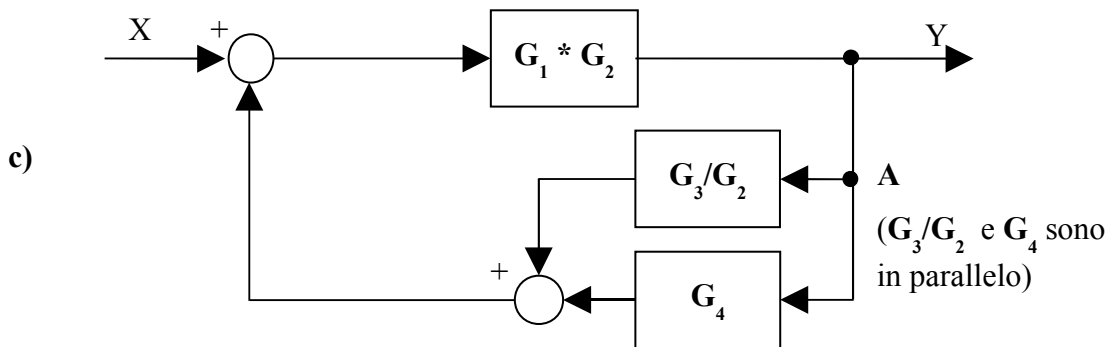 X
+
G₁ * G₂
Y
c)
G₃/G₂
A
(G₃/G₂ e G₄ sono
in parallelo)
+
G₄